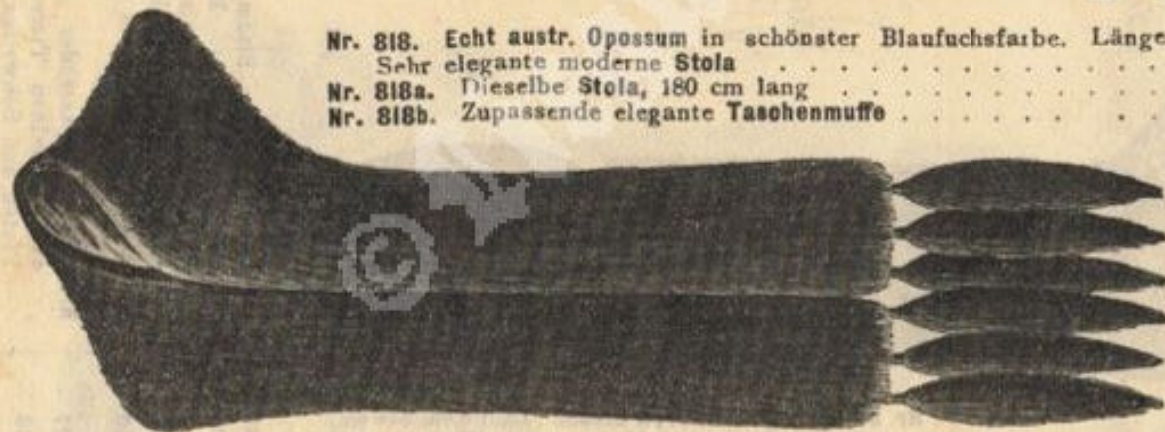 Nr. 818. Echt austr. Opossum in schönster Blaufuchsfarbe. Länge
Sehr elegante moderne Stola . . . . . . . . . . . . . .
Nr. 818a. Dieselbe Stola, 180 cm lang . . . . . . . . . . . .
Nr. 818b. Zupassende elegante Taschenmuffe . . . . . . . .
©